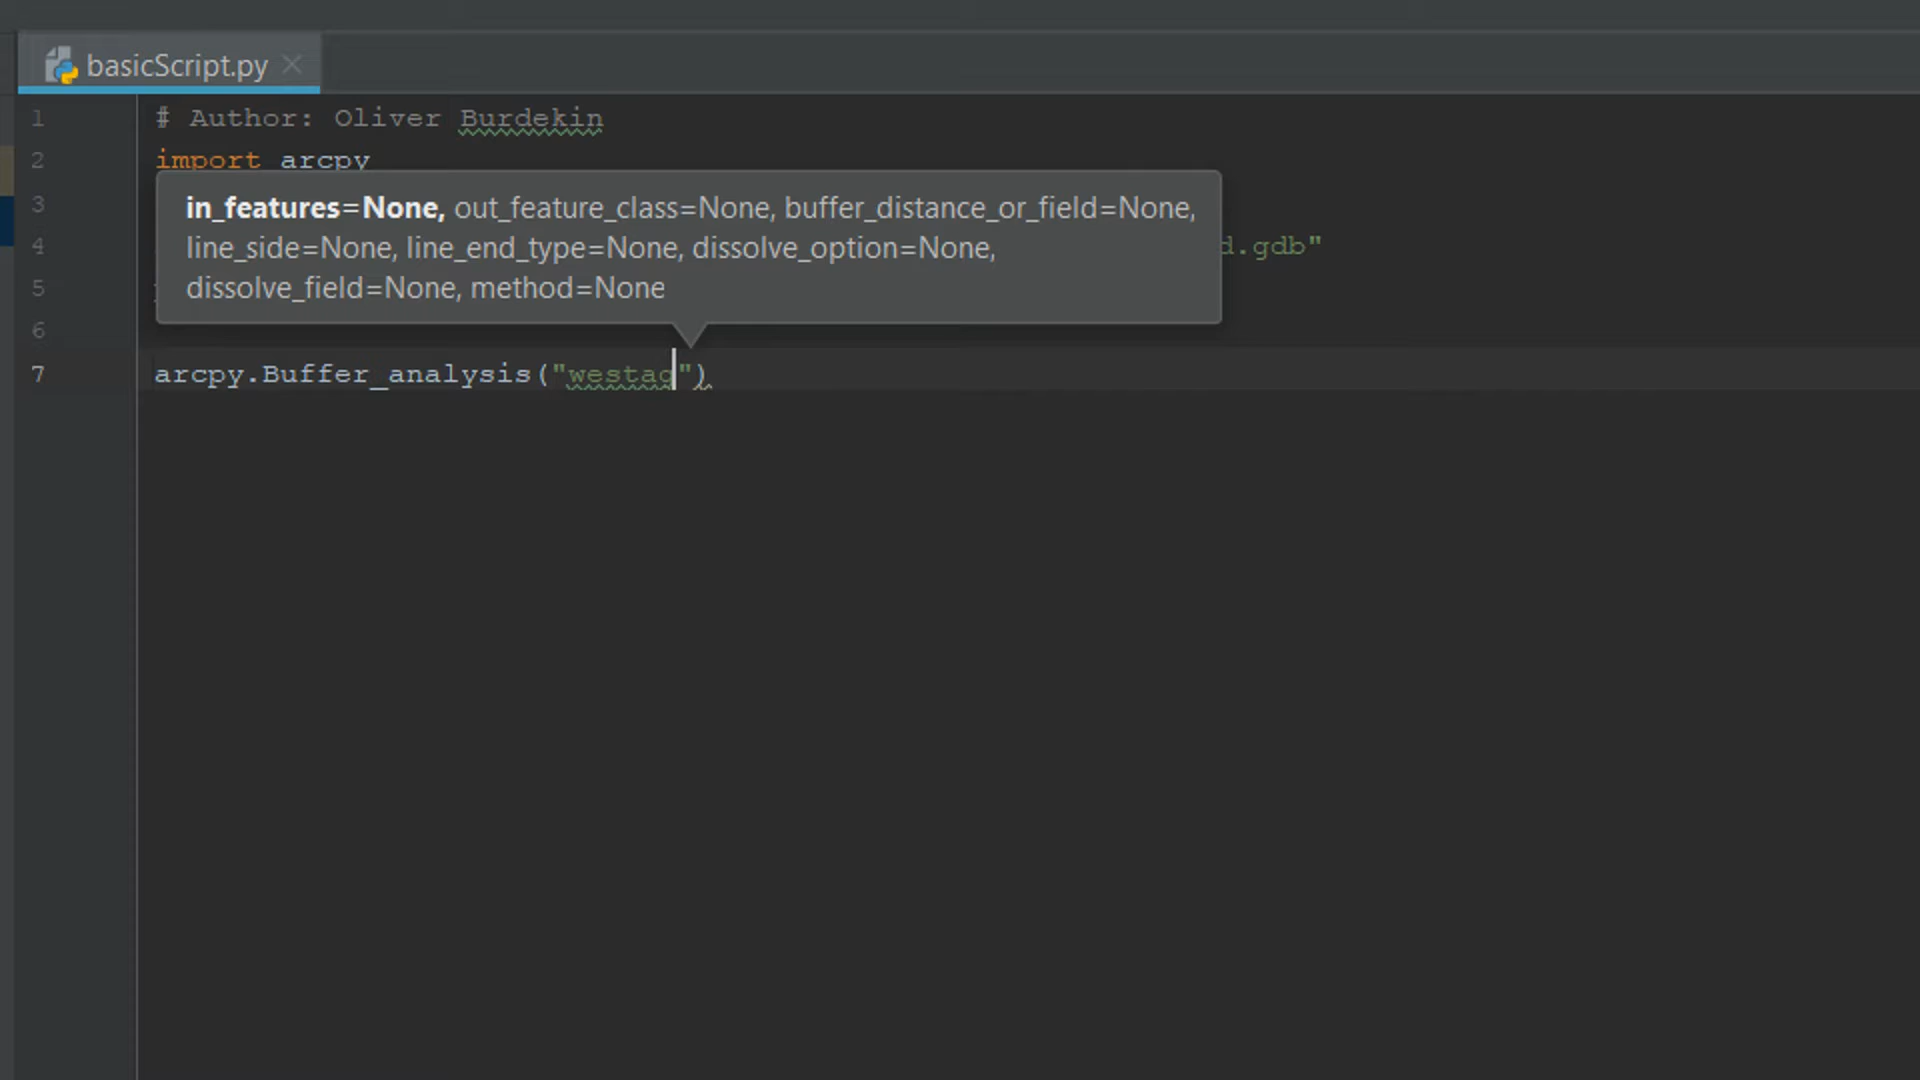 basicScript.py
1 # Author: Oliver Burdekin
2 import arcpy
3
in_features=None, out_feature_class=None, buffer_distance_or_field=None,
4 d.gdb"
line_side=None, line_end_type=None, dissolve_option=None,
5
dissolve_field=None, method=None
6
7 arcpy.Buffer_analysis("westag")